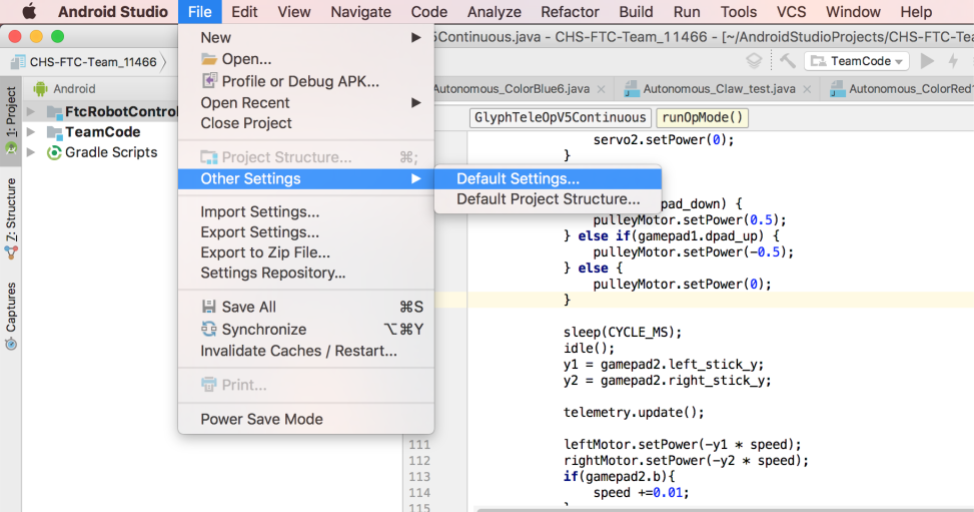 Android Studio File Edit View Navigate Code Analyze Refactor Build Run Tools VCS Window Help
5Continuous.java - CHS-FTC-Team_11466 - [~/AndroidStudioProjects/CHS-FTC-Tea
CHS-FTC-Team_11466
TeamCode
1: Project
Z: Structure
Captures
Android
FtcRobotControl
TeamCode
Gradle Scripts
New
Open...
Profile or Debug APK...
Open Recent
Close Project
Project Structure... ⌘;
Other Settings
Import Settings...
Export Settings...
Export to Zip File...
Settings Repository...
Save All ⌘S
Synchronize ⌥⌘Y
Invalidate Caches / Restart...
Print...
Power Save Mode
Default Settings...
Default Project Structure...
Autonomous_ColorBlue6.java × Autonomous_Claw_test.java × Autonomous_ColorRed
GlyphTeleOpV5Continuous runOpMode()
servo2.setPower(0);
}
pad_down) {
pulleyMotor.setPower(0.5);
} else if(gamepad1.dpad_up) {
pulleyMotor.setPower(-0.5);
} else {
pulleyMotor.setPower(0);
}
sleep(CYCLE_MS);
idle();
y1 = gamepad2.left_stick_y;
y2 = gamepad2.right_stick_y;
telemetry.update();
111 leftMotor.setPower(-y1 * speed);
112 rightMotor.setPower(-y2 * speed);
113 if(gamepad2.b){
114 speed +=0.01;
115